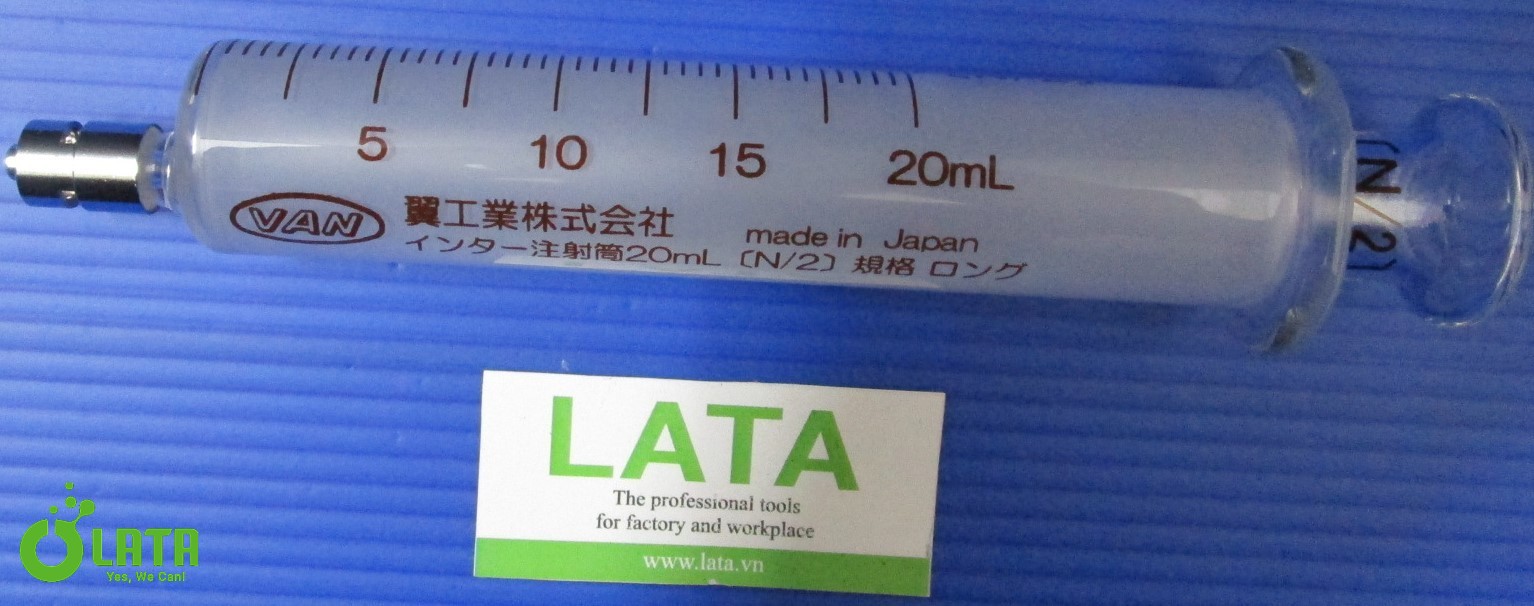 5 10 15 20mL
VAN 翼工業株式会社 made in Japan
インター注射筒20mL 〔N/2〕 規格 ロング
(N/2)
LATA
The professional tools
for factory and workplace
www.lata.vn
LATA
Yes, We Can!